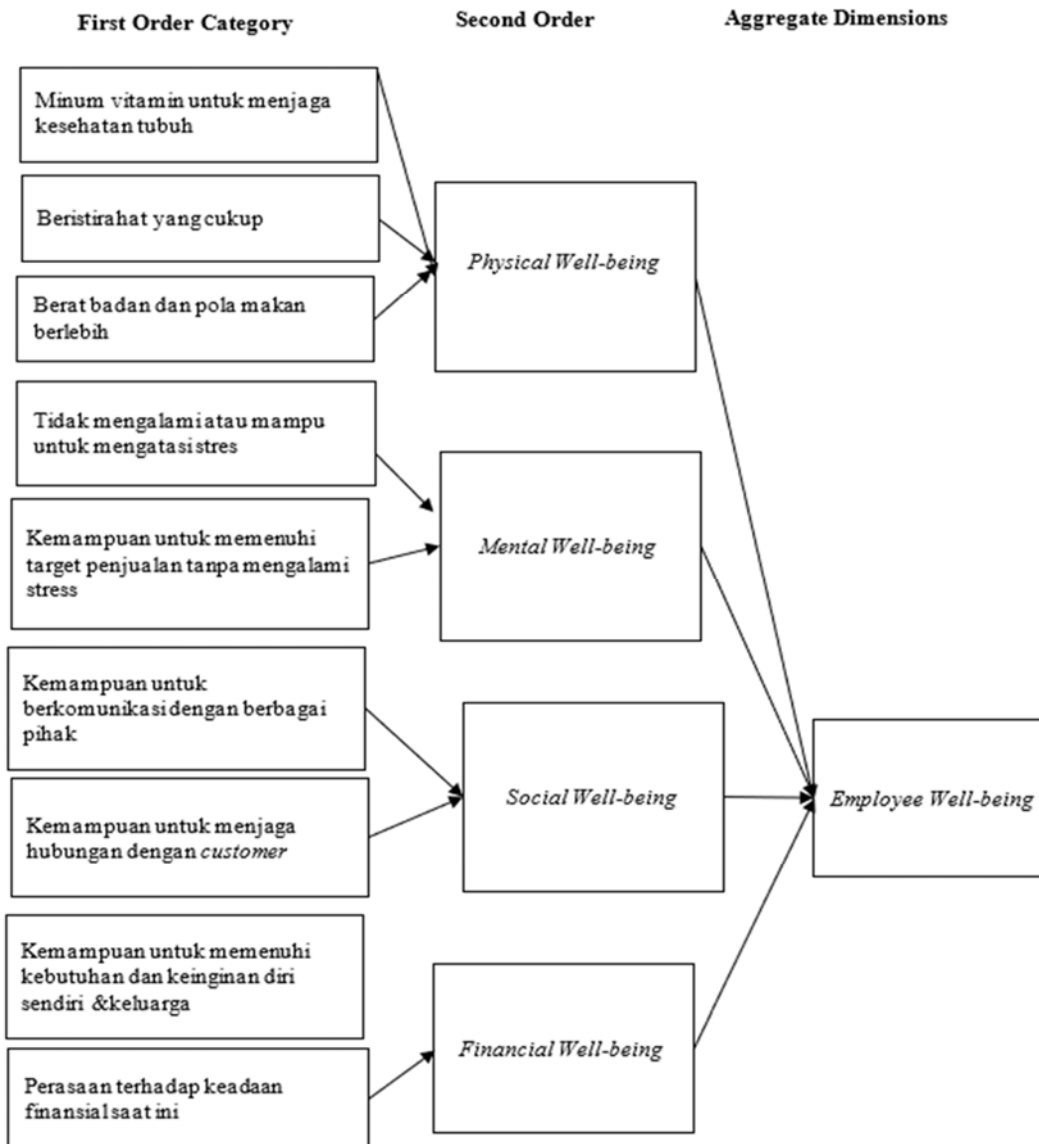 First Order Category
Second Order
Aggregate Dimensions
Minum vitamin untuk menjaga
kesehatan tubuh
Beristirahat yang cukup
Berat badan dan pola makan
berlebih
Physical Well-being
Tidak mengalami atau mampu
untuk mengatasi stres
Kemampuan untuk memenuhi
target penjualan tanpa mengalami
stress
Mental Well-being
Kemampuan untuk
berkomunikasi dengan berbagai
pihak
Kemampuan untuk menjaga
hubungan dengan customer
Social Well-being
Employee Well-being
Kemampuan untuk memenuhi
kebutuhan dan keinginan diri
sendiri &keluarga
Perasaan terhadap keadaan
finansial saat ini
Financial Well-being